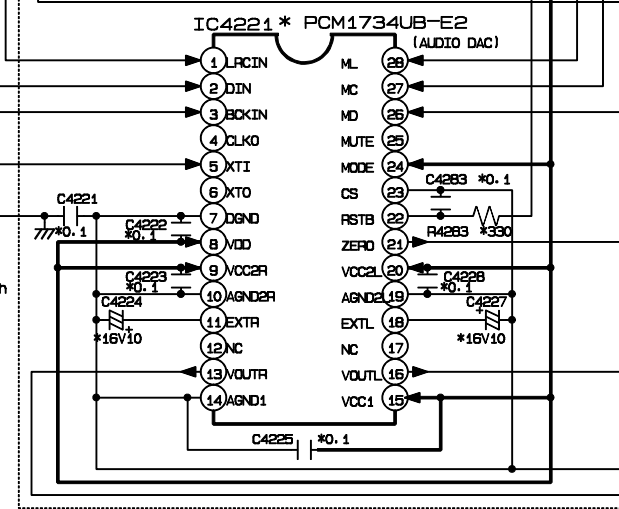 IC4221 * PCM1734UB-E2
(AUDIO DAC)
1 LRCIN ML 28
2 DIN MC 27
3 BCKIN MD 26
4 CLKO MUTE 25
5 XTI MODE 24
6 XTO CS 23
C4283 *0.1
C4221
*0.1
7 DGND RSTB 22
R4283 *330
C4222
*0.1
8 VDD ZERO 21
9 VCC2R VCC2L 20
C4223
*0.1
C4228
*0.1
10 AGND2R AGND2L 19
C4224
+
*16V10
C4227
+
*16V10
11 EXTR EXTL 18
12 NC NC 17
13 VOUTR VOUTL 16
14 AGND1 VCC1 15
C4225 *0.1
h